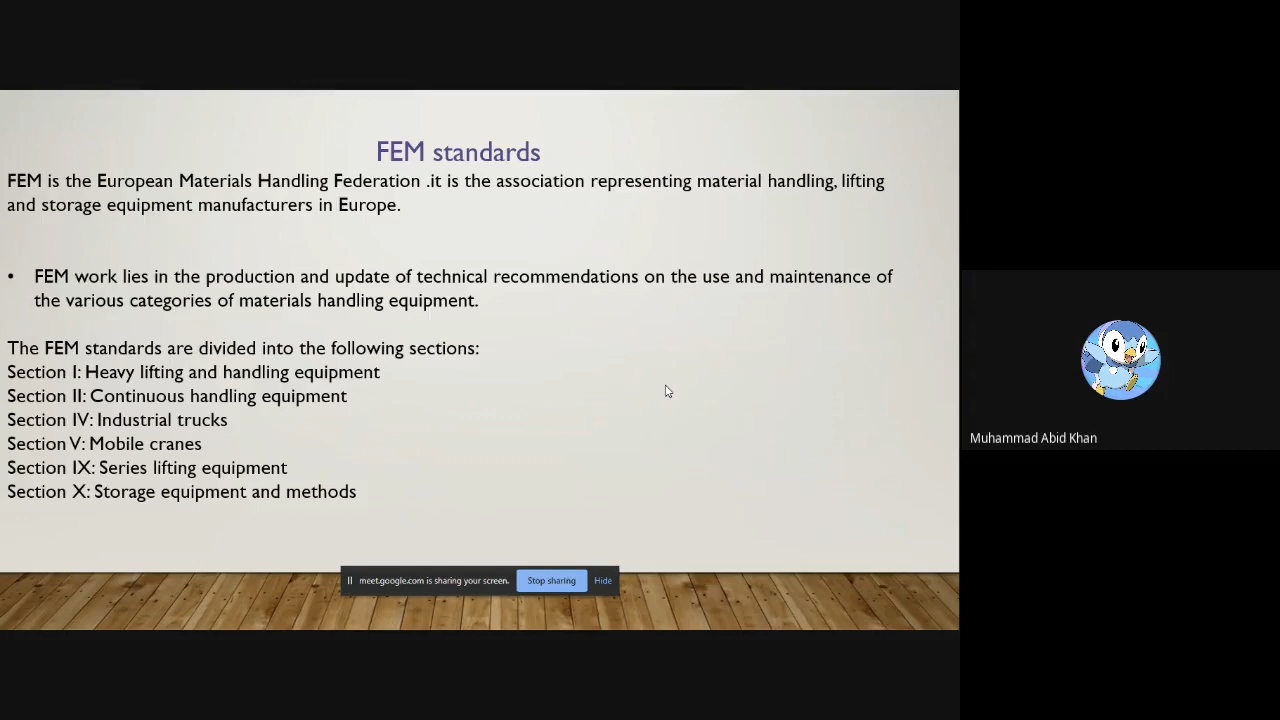 FEM standards
FEM is the European Materials Handling Federation .it is the association representing material handling, lifting
and storage equipment manufacturers in Europe.
• FEM work lies in the production and update of technical recommendations on the use and maintenance of
the various categories of materials handling equipment.
The FEM standards are divided into the following sections:
Section I: Heavy lifting and handling equipment
Section II: Continuous handling equipment
Section IV: Industrial trucks
Section V: Mobile cranes
Section IX: Series lifting equipment
Section X: Storage equipment and methods
meet.google.com is sharing your screen. Stop sharing Hide
Muhammad Abid Khan